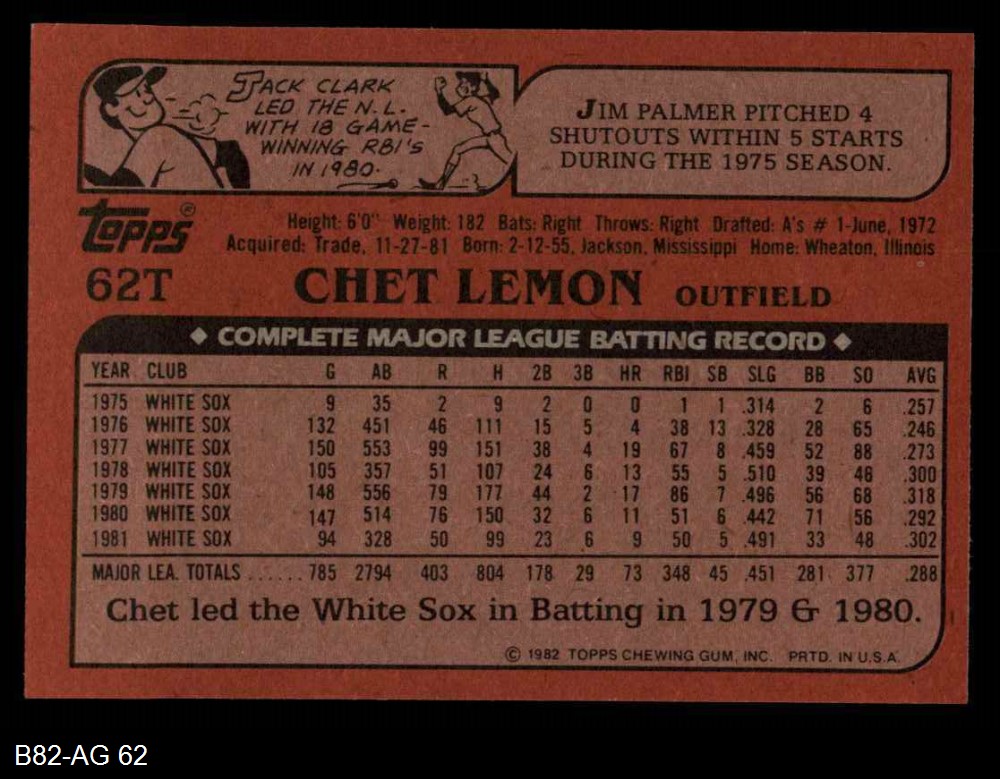 JACK CLARK
LED THE N.L.
WITH 18 GAME-
WINNING RBI'S
IN 1980.
JIM PALMER PITCHED 4
SHUTOUTS WITHIN 5 STARTS
DURING THE 1975 SEASON.
TOPPS®
Height: 6'0" Weight: 182 Bats: Right Throws: Right Drafted: A's # 1-June, 1972
Acquired: Trade, 11-27-81 Born: 2-12-55, Jackson, Mississippi Home: Wheaton, Illinois
62T CHET LEMON OUTFIELD
◆ COMPLETE MAJOR LEAGUE BATTING RECORD ◆
YEAR CLUB G AB R H 2B 3B HR RBI SB SLG BB SO AVG
1975 WHITE SOX 9 35 2 9 2 0 0 1 1 .314 2 6 .257
1976 WHITE SOX 132 451 46 111 15 5 4 38 13 .328 28 65 .246
1977 WHITE SOX 150 553 99 151 38 4 19 67 8 .459 52 88 .273
1978 WHITE SOX 105 357 51 107 24 6 13 55 5 .510 39 46 .300
1979 WHITE SOX 148 556 79 177 44 2 17 86 7 .496 56 68 .318
1980 WHITE SOX 147 514 76 150 32 6 11 51 6 .442 71 56 .292
1981 WHITE SOX 94 328 50 99 23 6 9 50 5 .491 33 48 .302
MAJOR LEA. TOTALS ...... 785 2794 403 804 178 29 73 348 45 .451 281 377 .288
Chet led the White Sox in Batting in 1979 & 1980.
© 1982 TOPPS CHEWING GUM, INC. PRTD. IN U.S.A.
B82-AG 62